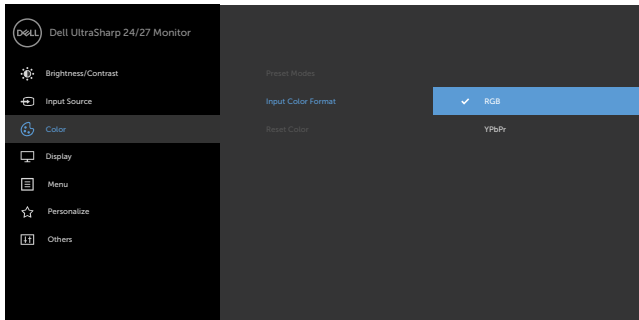 DELL Dell UltraSharp 24/27 Monitor
Brightness/Contrast
Preset Modes
Input Source
Input Color Format
RGB
Color
Reset Color
YPbPr
Display
Menu
Personalize
Others